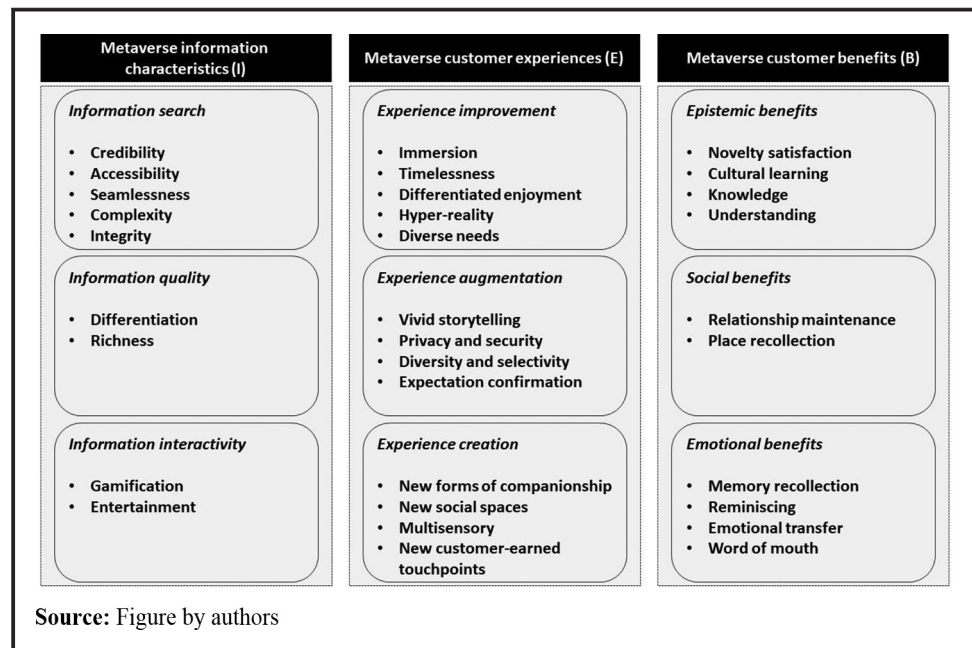 Metaverse information
characteristics (I)
Information search
• Credibility
• Accessibility
• Seamlessness
• Complexity
• Integrity
Information quality
• Differentiation
• Richness
Information interactivity
• Gamification
• Entertainment
Metaverse customer experiences (E)
Experience improvement
• Immersion
• Timelessness
• Differentiated enjoyment
• Hyper-reality
• Diverse needs
Experience augmentation
• Vivid storytelling
• Privacy and security
• Diversity and selectivity
• Expectation confirmation
Experience creation
• New forms of companionship
• New social spaces
• Multisensory
• New customer-earned
touchpoints
Metaverse customer benefits (B)
Epistemic benefits
• Novelty satisfaction
• Cultural learning
• Knowledge
• Understanding
Social benefits
• Relationship maintenance
• Place recollection
Emotional benefits
• Memory recollection
• Reminiscing
• Emotional transfer
• Word of mouth
Source: Figure by authors